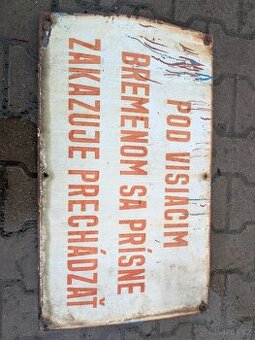 POD VISIACIM
BREMENOM SA PRÍSNE
ZAKAZUJE PRECHÁDZAŤ